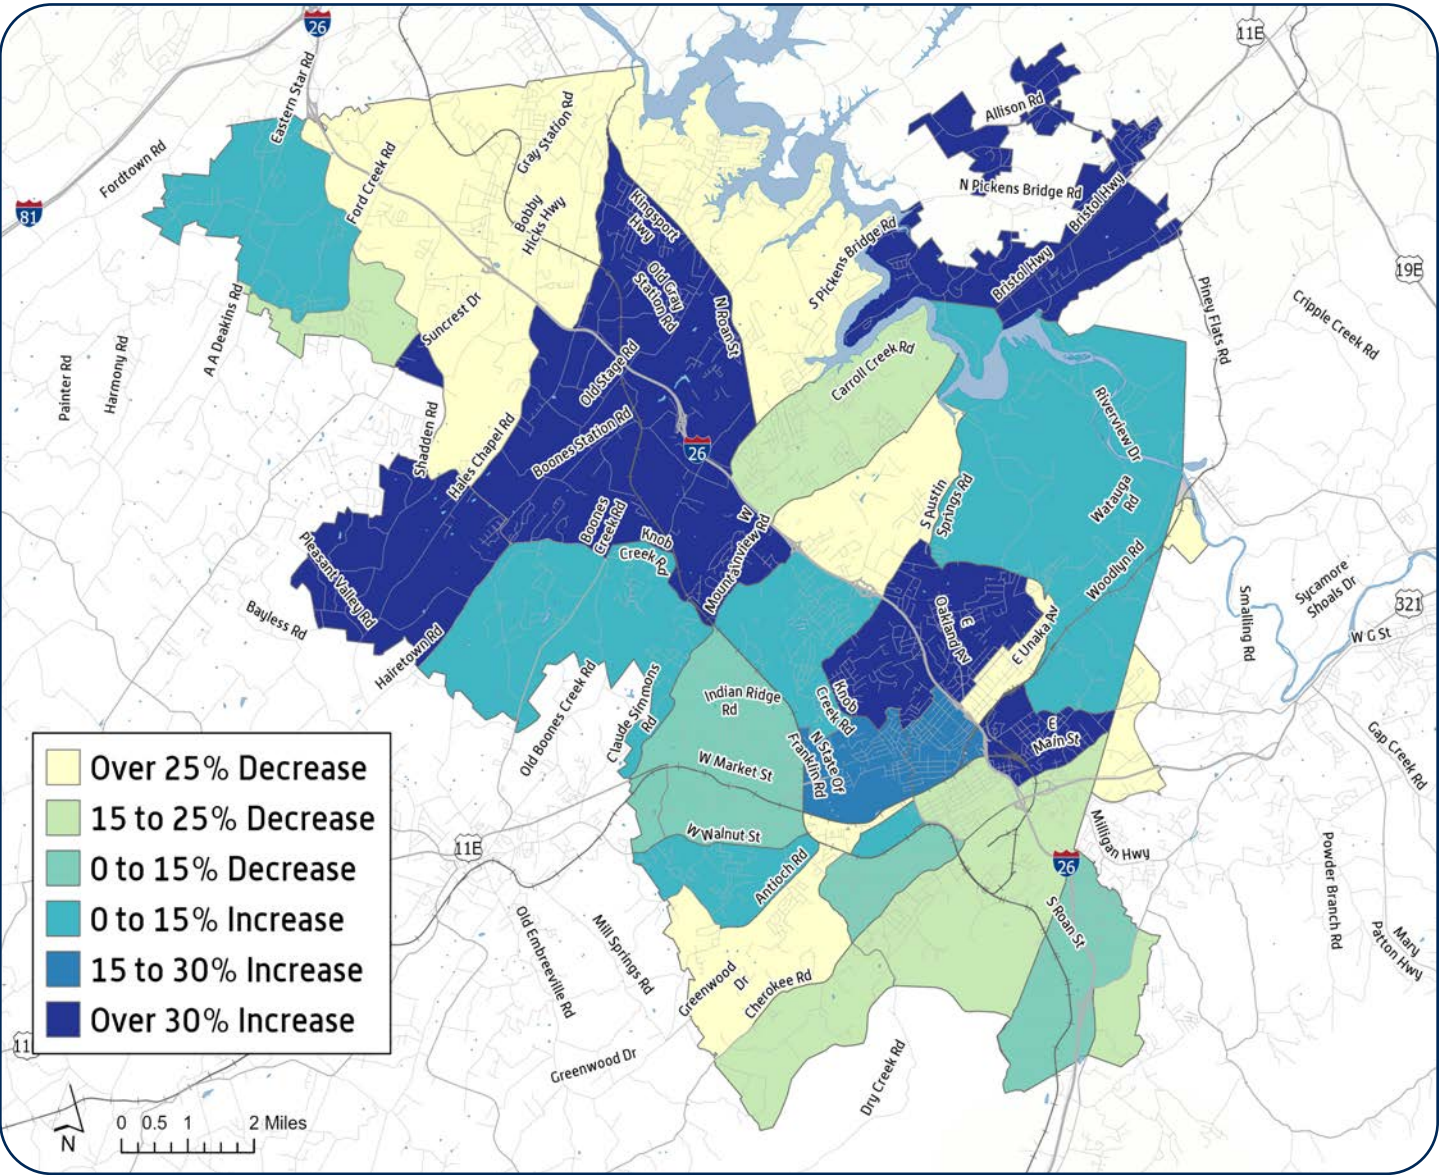 26
11E
Eastern Star Rd
Fordtown Rd
81
Ford Creek Rd
Gray Station Rd
Bobby
Hicks Hwy
Allison Rd
N Pickens Bridge Rd
Bristol Hwy
Kingsport
Hwy
S Pickens Bridge Rd
Bristol Hwy
19E
Old Gray
Station Rd
N Roan St
Piney Flats Rd
Cripple Creek Rd
A A Deakins Rd
Suncrest Dr
Painter Rd
Harmony Rd
Old Stage Rd
Carroll Creek Rd
Shadden Rd
Hales Chapel Rd
Boones Station Rd
26
Riverview Dr
Watauga
Rd
S Austin
Springs Rd
Boones
Creek Rd
Knob
Creek Rd
W
Mountainview Rd
Pleasant Valley Rd
Bayless Rd
Hairetown Rd
Woodlyn Rd
E
Oakland Av
E Unaka Av
Smalling Rd
Sycamore
Shoals Dr
321
W G St
Old Boones Creek Rd
Claude Simmons
Rd
Indian Ridge
Rd
Knob
Creek Rd
N State Of
Franklin Rd
E
Main St
W Market St
Gap Creek Rd
W Walnut St
11E
Antioch Rd
Milligan Hwy
26
S Roan St
Powder Branch Rd
Mary
Patton Hwy
Old Embreeville Rd
Mill Springs Rd
Greenwood
Dr
Cherokee Rd
Greenwood Dr
Dry Creek Rd
Over 25% Decrease
15 to 25% Decrease
0 to 15% Decrease
0 to 15% Increase
15 to 30% Increase
Over 30% Increase
11
N
0 0.5 1 2 Miles